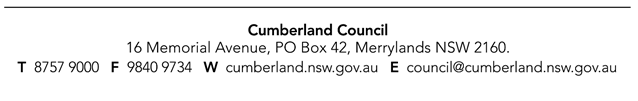 Cumberland Council
16 Memorial Avenue, PO Box 42, Merrylands NSW 2160.
T 8757 9000 F 9840 9734 W cumberland.nsw.gov.au E council@cumberland.nsw.gov.au